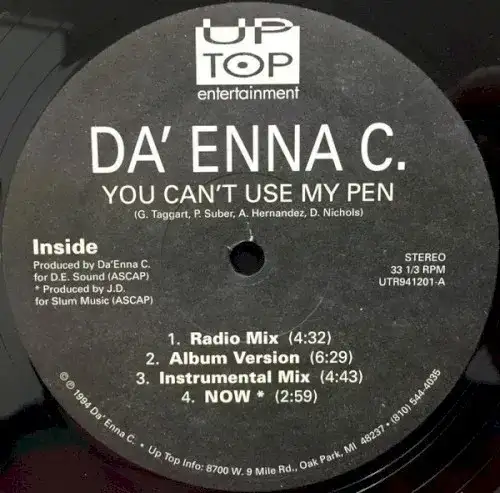 UP
TOP
entertainment
DA' ENNA C.
YOU CAN'T USE MY PEN
(G. Taggart, P. Suber, A. Hernandez, D. Nichols)
Inside
Produced by Da'Enna C.
for D.E. Sound (ASCAP)
* Produced by J.D.
for Slum Music (ASCAP)
STEREO
33 1/3 RPM
UTR941201-A
1. Radio Mix (4:32)
2. Album Version (6:29)
3. Instrumental Mix (4:43)
4. NOW * (2:59)
© ℗ 1994 Da' Enna C. • Up Top Info: 8700 W. 9 Mile Rd., Oak Park, MI 48237 • (810) 544-4035